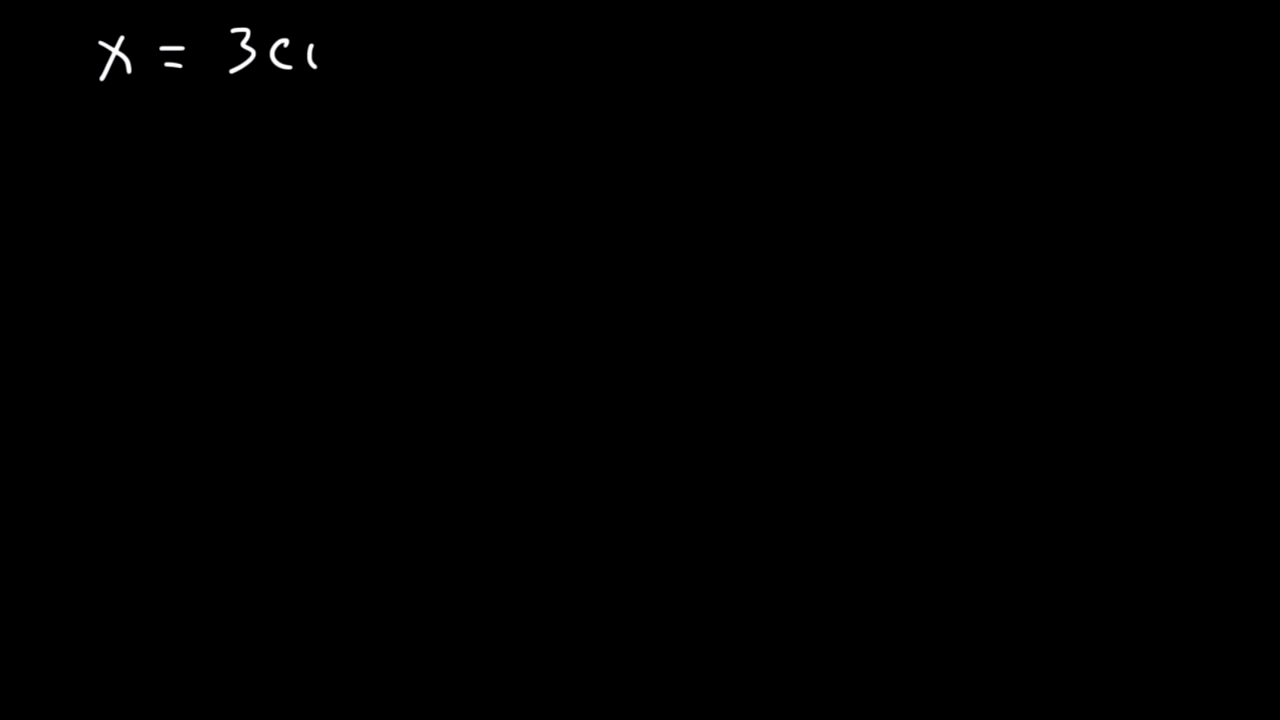 x = 3c